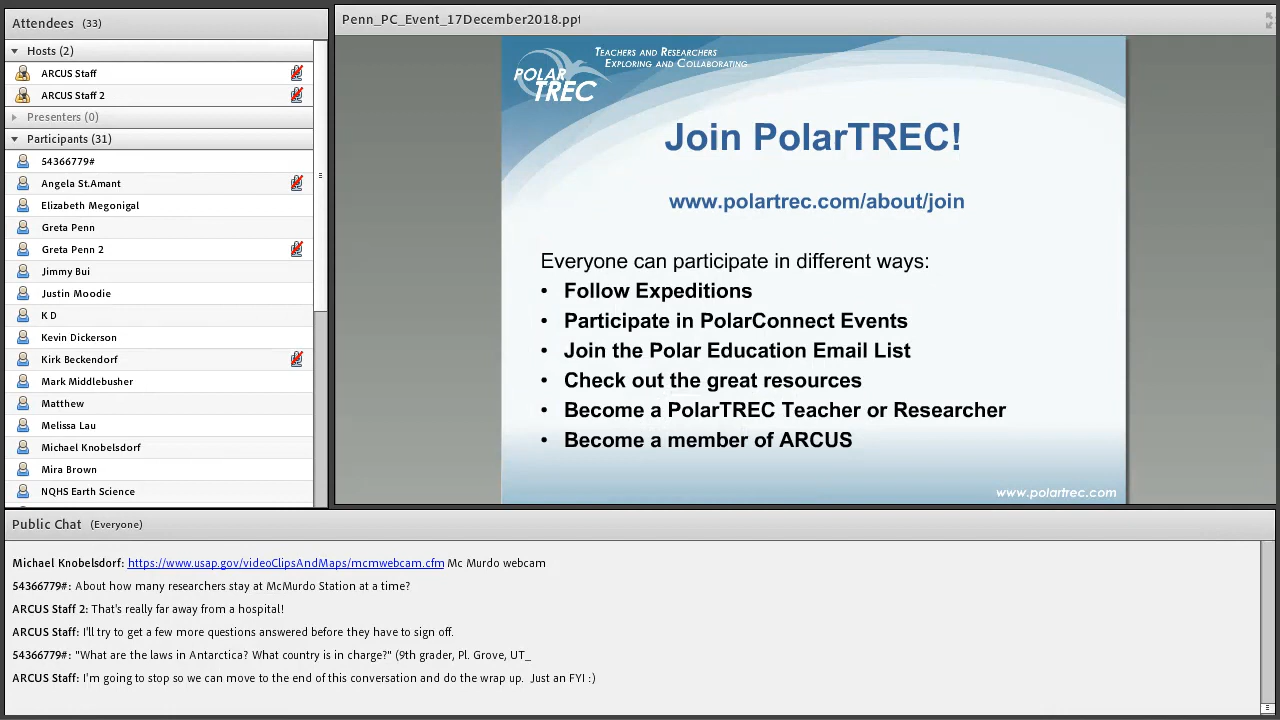 Attendees (33)
Hosts (2)
ARCUS Staff
ARCUS Staff 2
Presenters (0)
Participants (31)
54366779#
Angela St.Amant
Elizabeth Megonigal
Greta Penn
Greta Penn 2
Jimmy Bui
Justin Moodie
K D
Kevin Dickerson
Kirk Beckendorf
Mark Middlebusher
Matthew
Melissa Lau
Michael Knobelsdorf
Mira Brown
NQHS Earth Science
Penn_PC_Event_17December2018.ppt
TEACHERS AND RESEARCHERS
EXPLORING AND COLLABORATING
POLAR
TREC
Join PolarTREC!
www.polartrec.com/about/join
Everyone can participate in different ways:
• Follow Expeditions
• Participate in PolarConnect Events
• Join the Polar Education Email List
• Check out the great resources
• Become a PolarTREC Teacher or Researcher
• Become a member of ARCUS
www.polartrec.com
Public Chat (Everyone)
Michael Knobelsdorf: https://www.usap.gov/videoClipsAndMaps/mcmwebcam.cfm Mc Murdo webcam
54366779#: About how many researchers stay at McMurdo Station at a time?
ARCUS Staff 2: That's really far away from a hospital!
ARCUS Staff: I'll try to get a few more questions answered before they have to sign off.
54366779#: "What are the laws in Antarctica? What country is in charge?" (9th grader, Pl. Grove, UT_
ARCUS Staff: I'm going to stop so we can move to the end of this conversation and do the wrap up.  Just an FYI :)